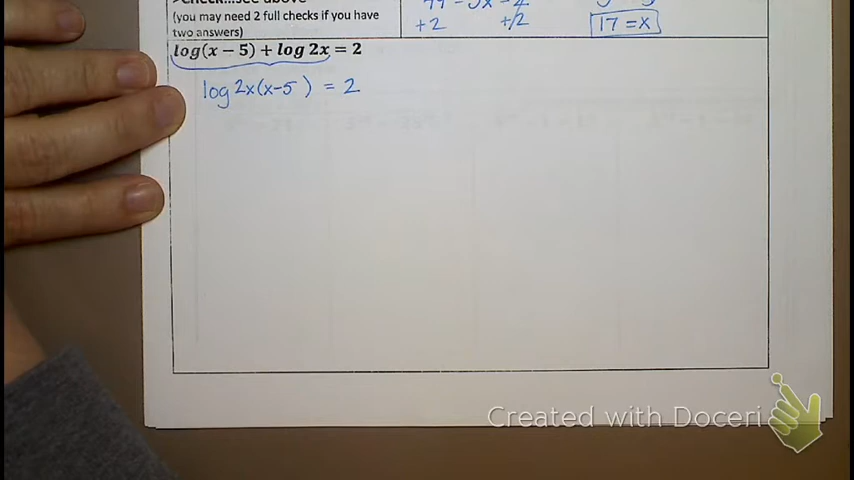 (you may need 2 full checks if you have
two answers)
+2 +/2 17 = x
log(x − 5) + log 2x = 2
log 2x(x-5) = 2
Created with Doceri